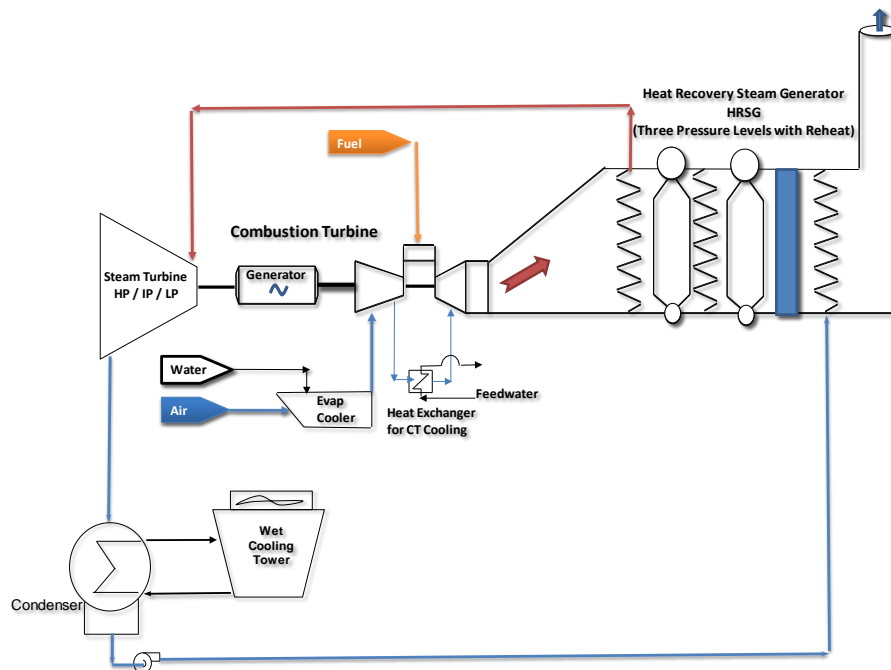 Heat Recovery Steam Generator
HRSG
(Three Pressure Levels with Reheat)
Fuel
Combustion Turbine
Steam Turbine
HP / IP / LP
Generator
Water
Air
Evap
Cooler
Feedwater
Heat Exchanger
for CT Cooling
Wet
Cooling
Tower
Condenser